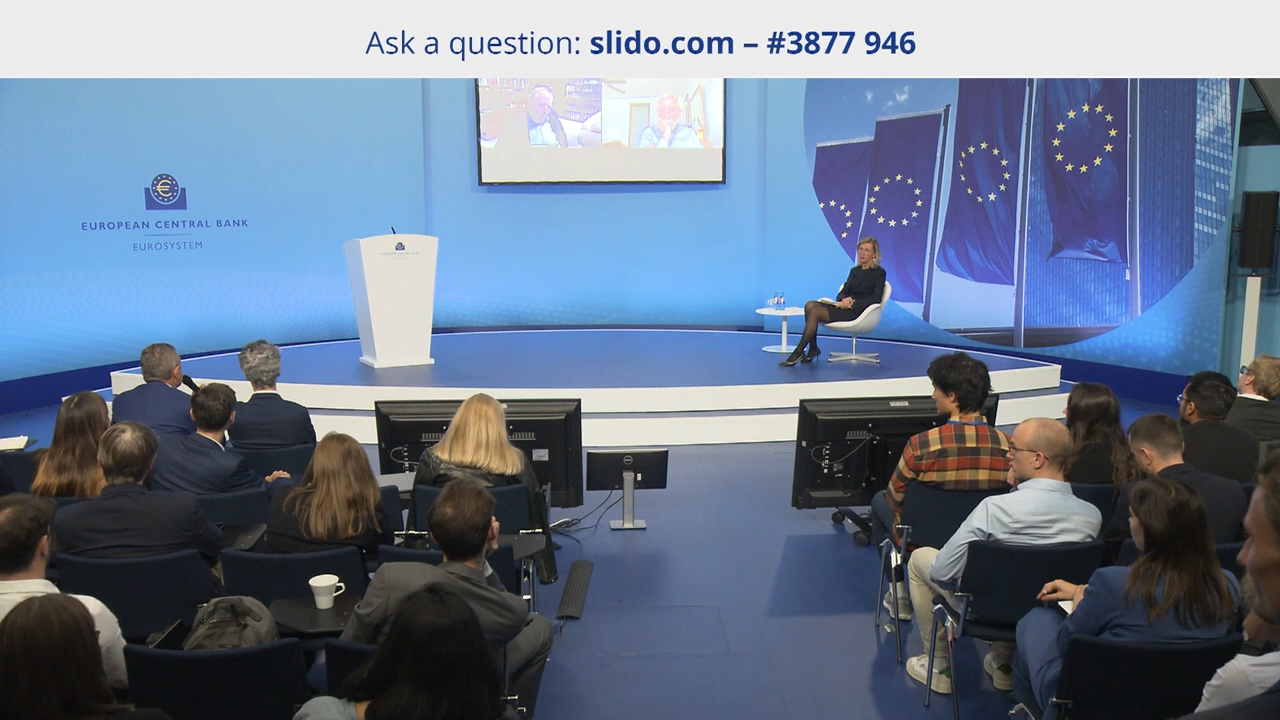 Ask a question: slido.com – #3877 946
EUROPEAN CENTRAL BANK
EUROSYSTEM